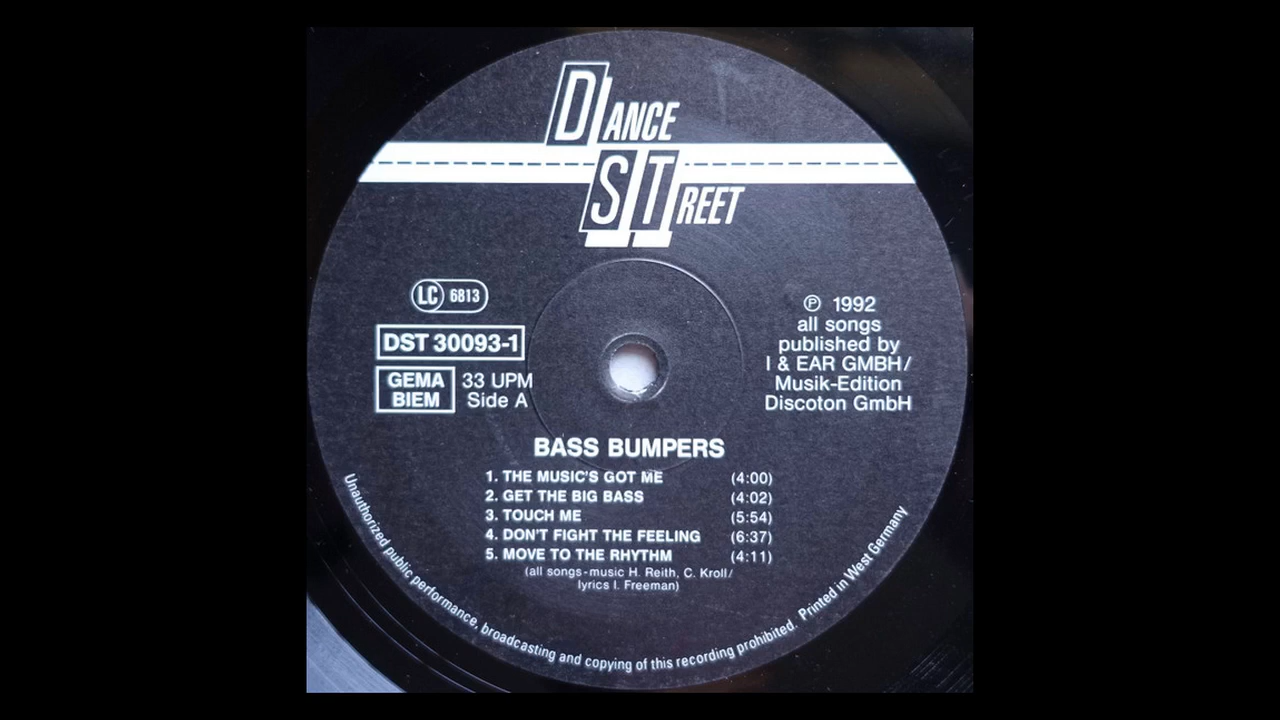 DANCE
STREET
LC 6813
DST 30093-1
GEMA
BIEM
33 UPM
Side A
℗ 1992
all songs
published by
I & EAR GMBH/
Musik-Edition
Discoton GmbH
BASS BUMPERS
1. THE MUSIC'S GOT ME (4:00)
2. GET THE BIG BASS (4:02)
3. TOUCH ME (5:54)
4. DON'T FIGHT THE FEELING (6:37)
5. MOVE TO THE RHYTHM (4:11)
(all songs-music H. Reith, C. Kroll/
lyrics I. Freeman)
Unauthorized public performance, broadcasting and copying of this recording prohibited. Printed in West Germany